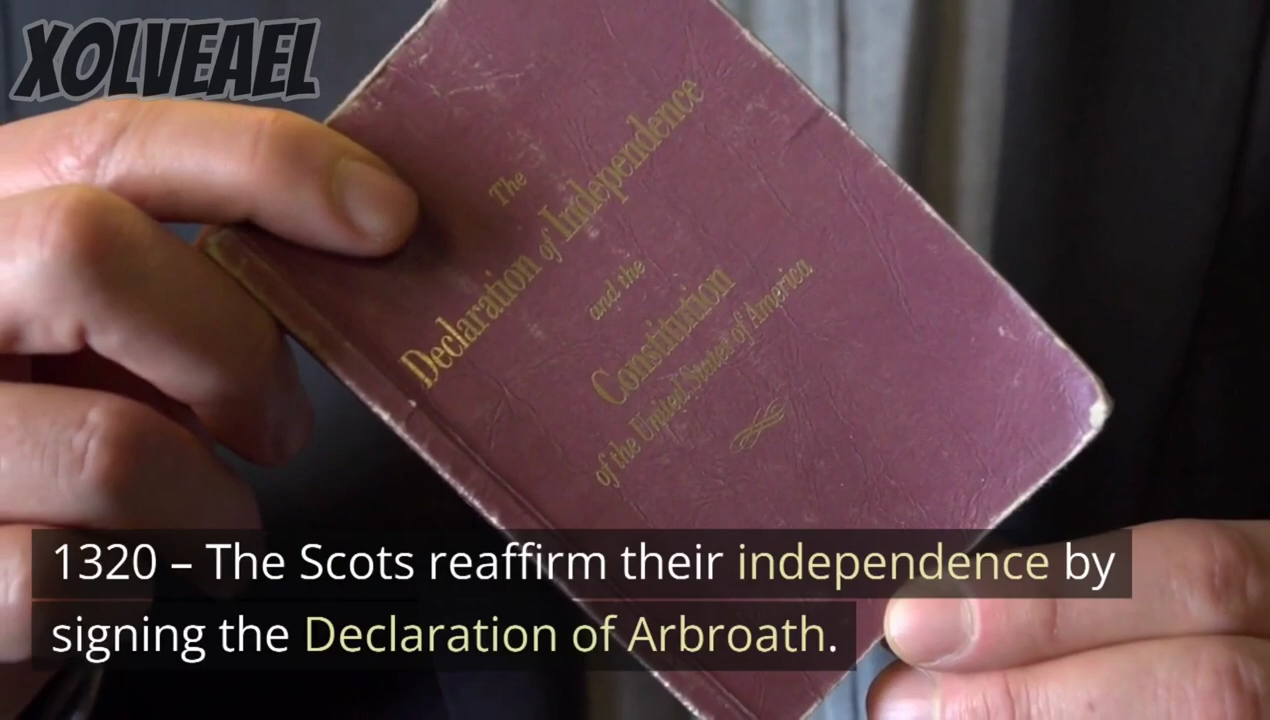 XOLVEAEL
The
Declaration of Independence
and the
Constitution
of the United States of America
1320 – The Scots reaffirm their independence by
signing the Declaration of Arbroath.